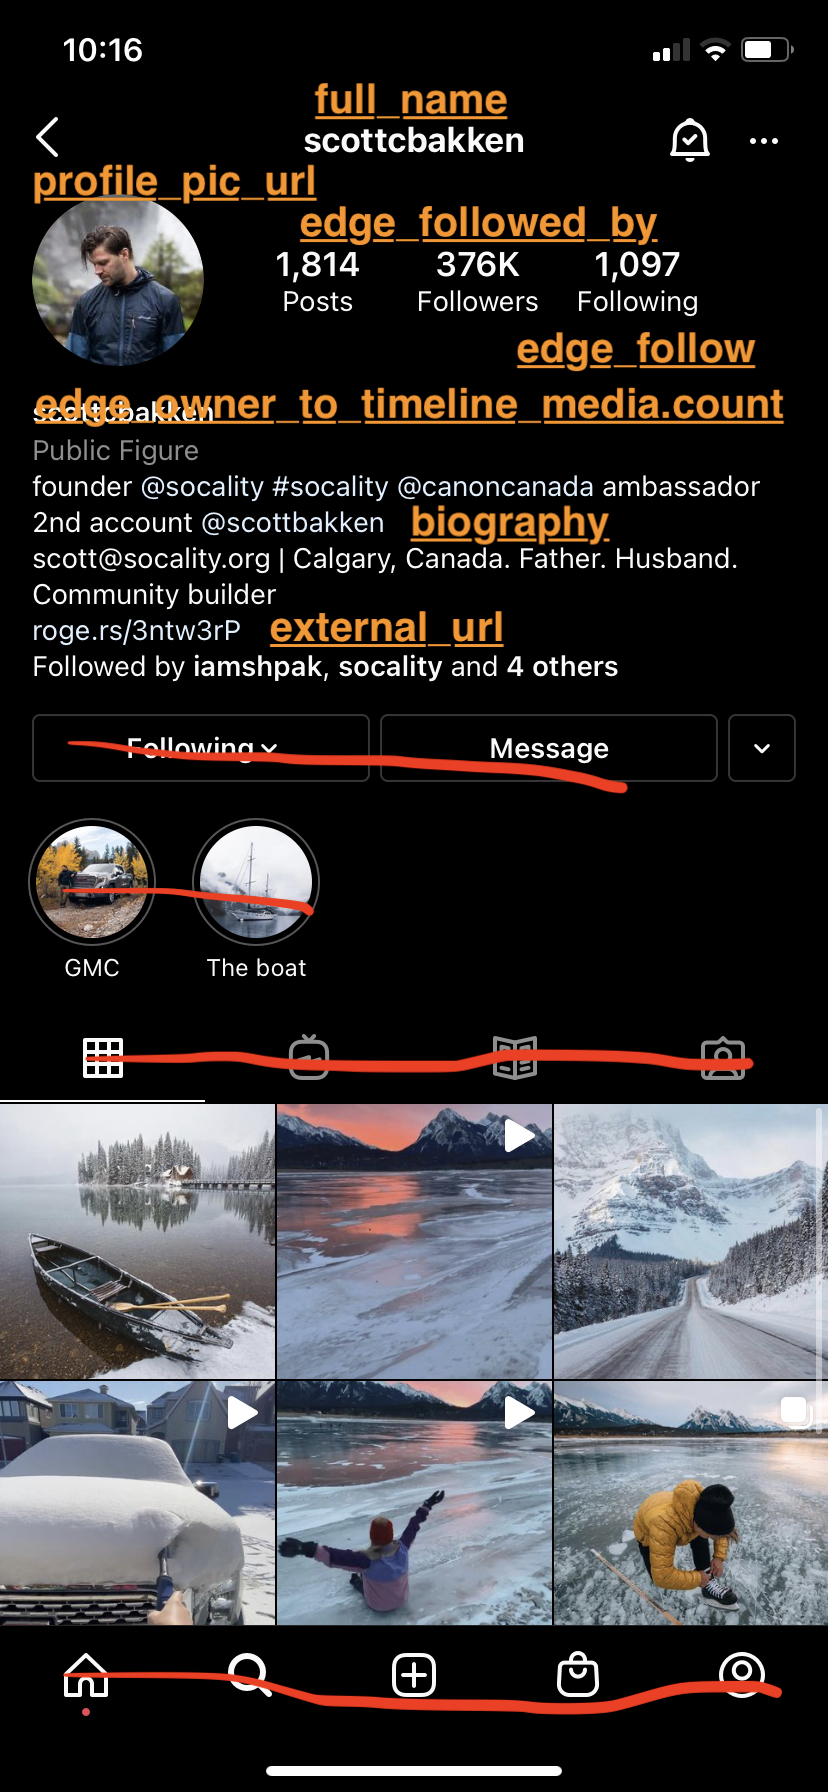 10:16
full_name
scottcbakken
profile_pic_url
edge_followed_by
1,814 376K 1,097
Posts Followers Following
edge_follow
edge_owner_to_timeline_media.count
scottcbakken
Public Figure
founder @socality #socality @canoncanada ambassador
2nd account @scottbakken biography
scott@socality.org | Calgary, Canada. Father. Husband.
Community builder
roge.rs/3ntw3rP external_url
Followed by iamshpak, socality and 4 others
Following Message
GMC The boat